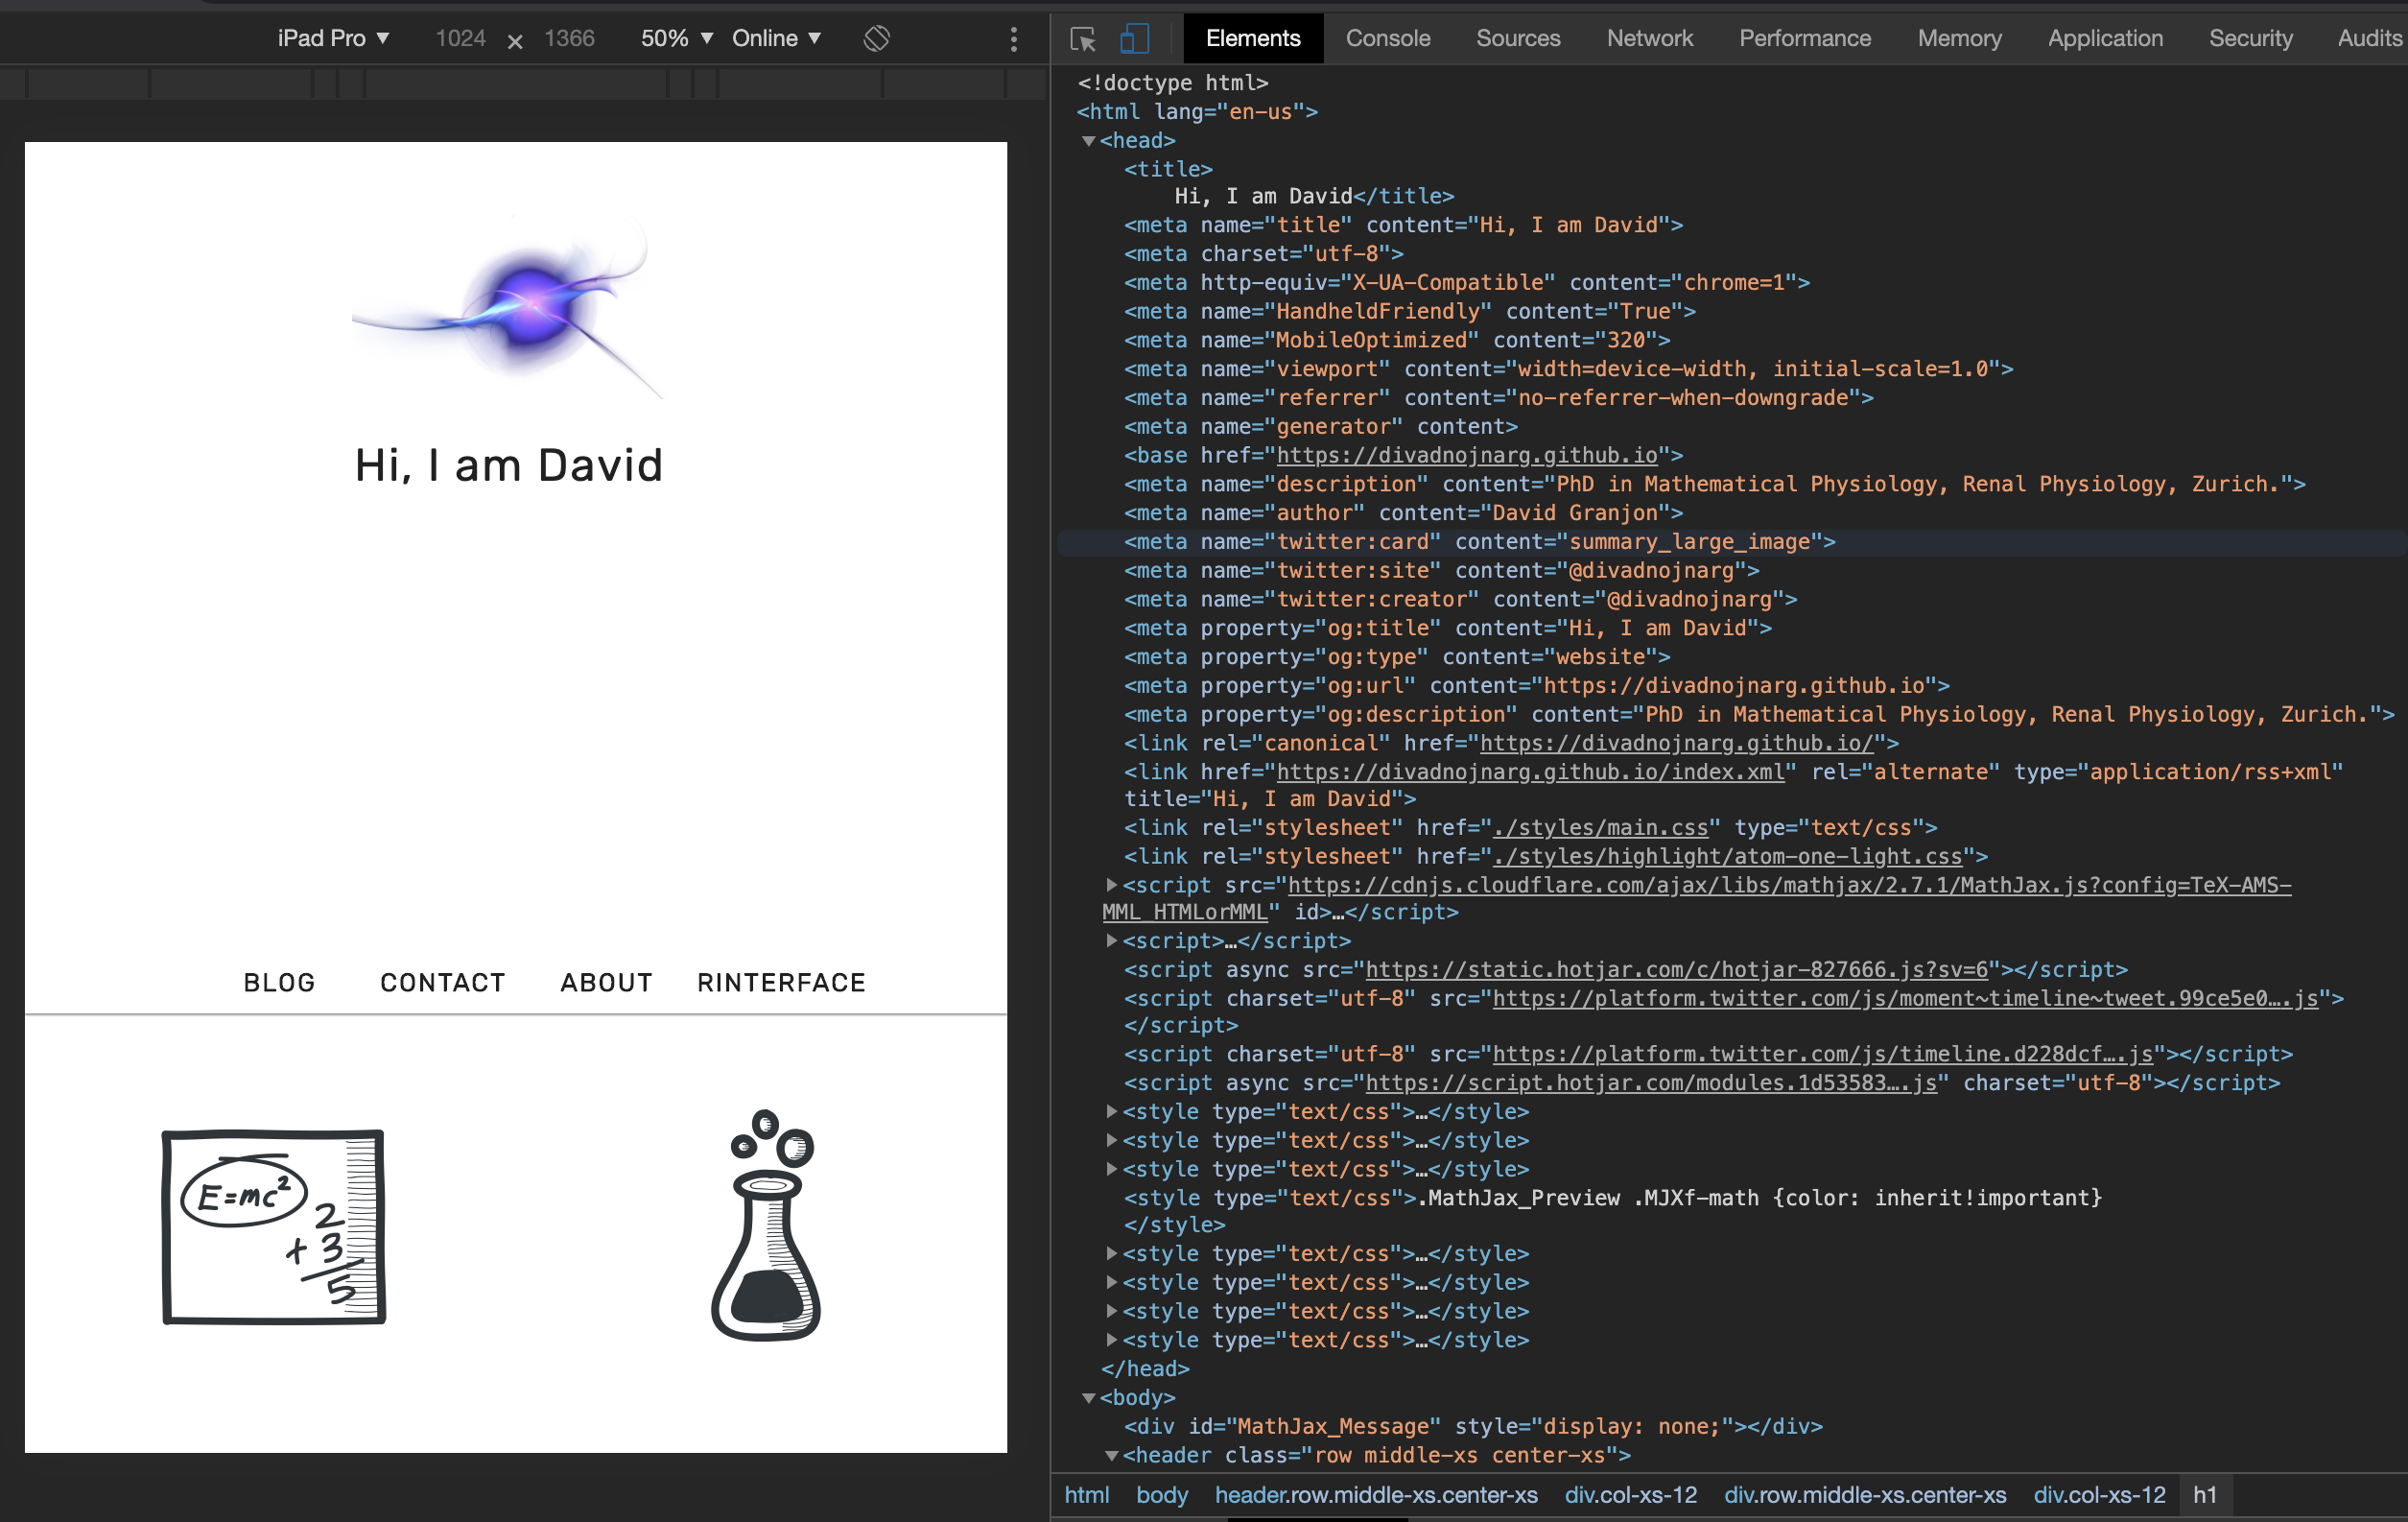 iPad Pro ▼ 1024 × 1366 50% ▼ Online ▼
Hi, I am David
BLOG CONTACT ABOUT RINTERFACE
E=mc²
2
+ 3
5
Elements Console Sources Network Performance Memory Application Security Audits
<!doctype html>
<html lang="en-us">
▼<head>
<title>
Hi, I am David</title>
<meta name="title" content="Hi, I am David">
<meta charset="utf-8">
<meta http-equiv="X-UA-Compatible" content="chrome=1">
<meta name="HandheldFriendly" content="True">
<meta name="MobileOptimized" content="320">
<meta name="viewport" content="width=device-width, initial-scale=1.0">
<meta name="referrer" content="no-referrer-when-downgrade">
<meta name="generator" content>
<base href="https://divadnojnarg.github.io">
<meta name="description" content="PhD in Mathematical Physiology, Renal Physiology, Zurich.">
<meta name="author" content="David Granjon">
<meta name="twitter:card" content="summary_large_image">
<meta name="twitter:site" content="@divadnojnarg">
<meta name="twitter:creator" content="@divadnojnarg">
<meta property="og:title" content="Hi, I am David">
<meta property="og:type" content="website">
<meta property="og:url" content="https://divadnojnarg.github.io">
<meta property="og:description" content="PhD in Mathematical Physiology, Renal Physiology, Zurich.">
<link rel="canonical" href="https://divadnojnarg.github.io/">
<link href="https://divadnojnarg.github.io/index.xml" rel="alternate" type="application/rss+xml"
title="Hi, I am David">
<link rel="stylesheet" href="./styles/main.css" type="text/css">
<link rel="stylesheet" href="./styles/highlight/atom-one-light.css">
▶<script src="https://cdnjs.cloudflare.com/ajax/libs/mathjax/2.7.1/MathJax.js?config=TeX-AMS-
MML_HTMLorMML" id>…</script>
▶<script>…</script>
<script async src="https://static.hotjar.com/c/hotjar-827666.js?sv=6"></script>
<script charset="utf-8" src="https://platform.twitter.com/js/moment~timeline~tweet.99ce5e0….js">
</script>
<script charset="utf-8" src="https://platform.twitter.com/js/timeline.d228dcf….js"></script>
<script async src="https://script.hotjar.com/modules.1d53583….js" charset="utf-8"></script>
▶<style type="text/css">…</style>
▶<style type="text/css">…</style>
▶<style type="text/css">…</style>
<style type="text/css">.MathJax_Preview .MJXf-math {color: inherit!important}
</style>
▶<style type="text/css">…</style>
▶<style type="text/css">…</style>
▶<style type="text/css">…</style>
▶<style type="text/css">…</style>
</head>
▼<body>
<div id="MathJax_Message" style="display: none;"></div>
▼<header class="row middle-xs center-xs">
html body header.row.middle-xs.center-xs div.col-xs-12 div.row.middle-xs.center-xs div.col-xs-12 h1